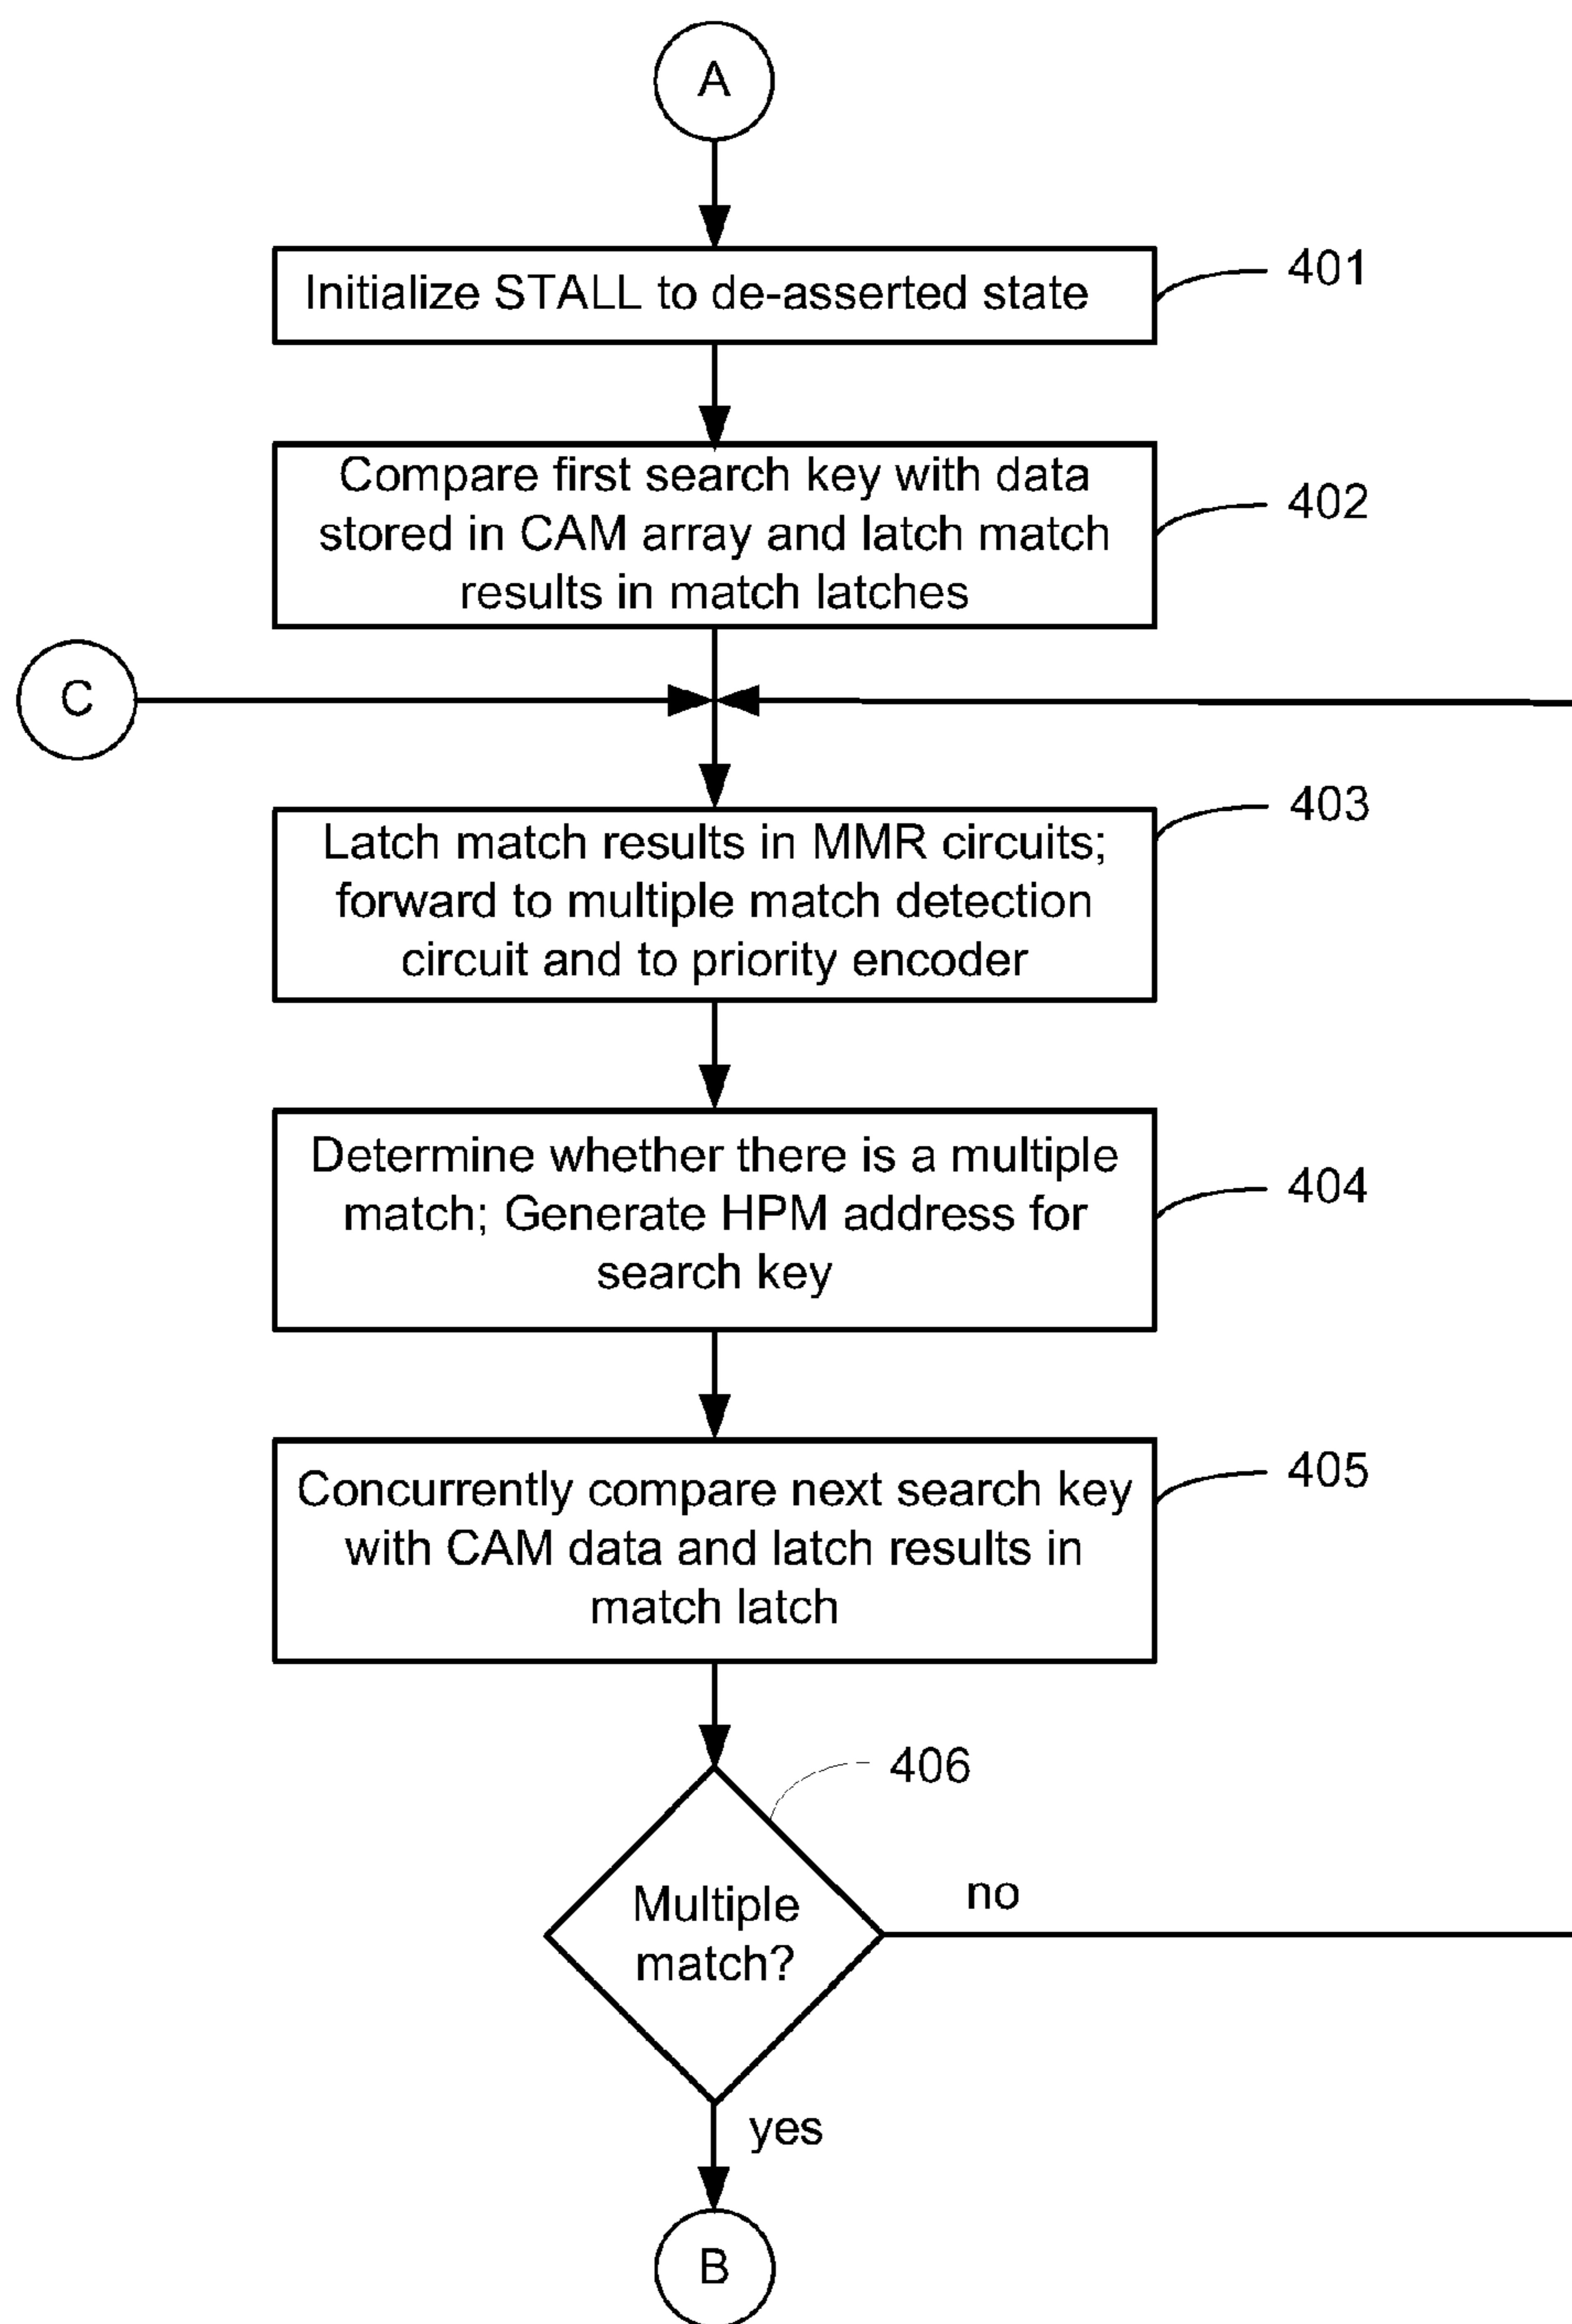 A
Initialize STALL to de-asserted state
401
Compare first search key with data
stored in CAM array and latch match
results in match latches
402
C
403
Latch match results in MMR circuits;
forward to multiple match detection
circuit and to priority encoder
Determine whether there is a multiple
match; Generate HPM address for
search key
404
Concurrently compare next search key
with CAM data and latch results in
match latch
405
406
Multiple
match?
no
yes
B